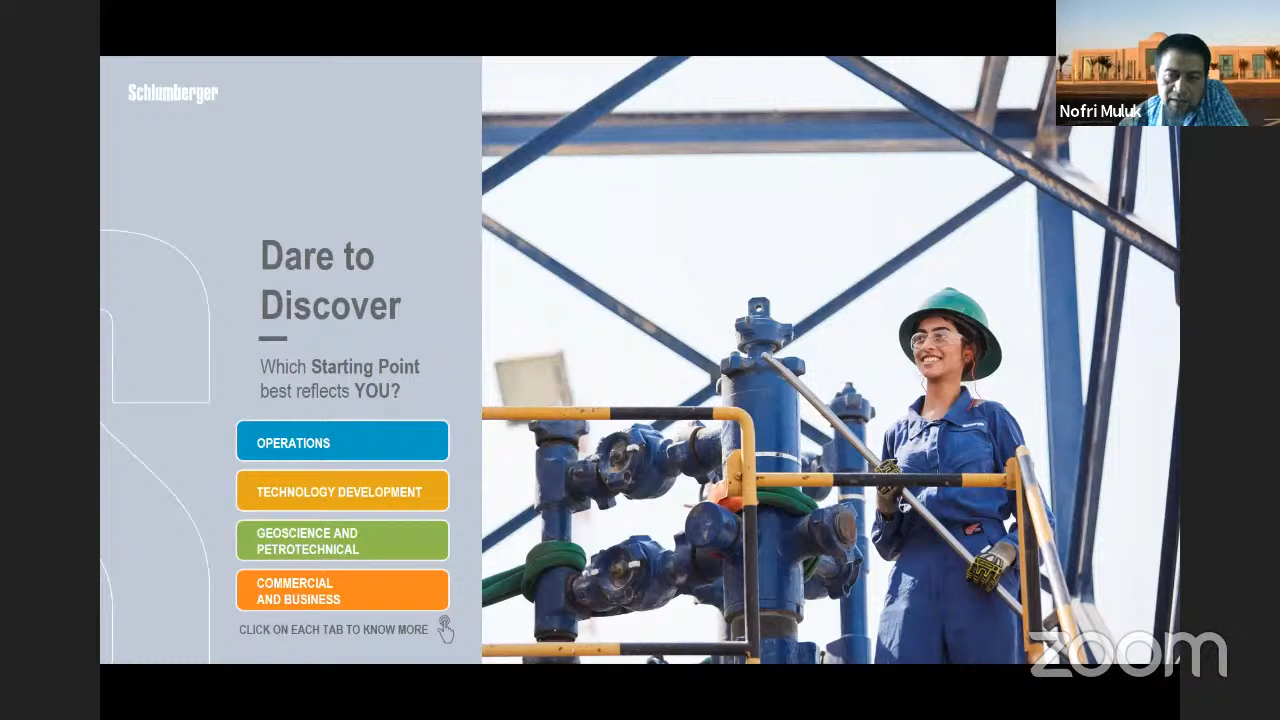 Schlumberger
Nofri Muluk
Dare to
Discover
Which Starting Point
best reflects YOU?
OPERATIONS
TECHNOLOGY DEVELOPMENT
GEOSCIENCE AND
PETROTECHNICAL
COMMERCIAL
AND BUSINESS
CLICK ON EACH TAB TO KNOW MORE
zoom